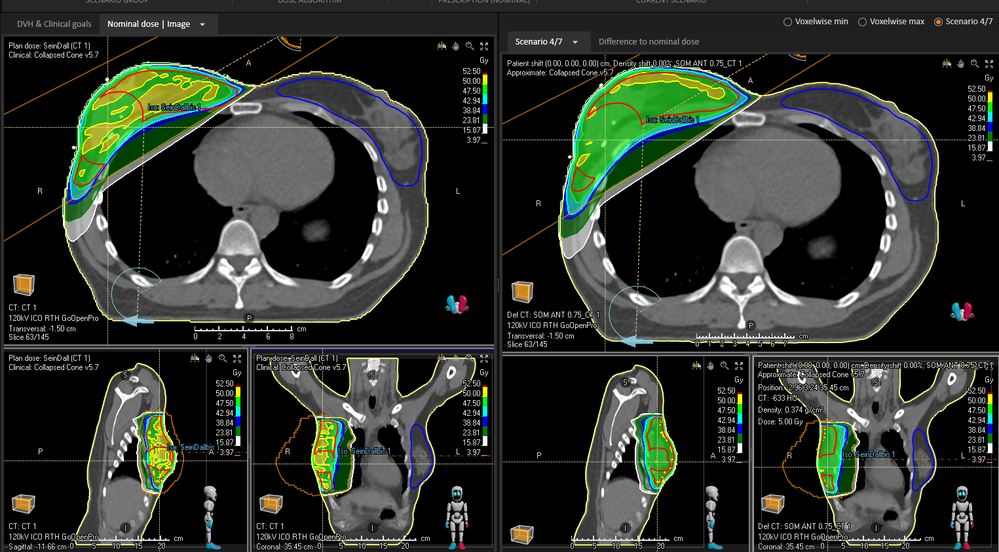 SCENARIO GROUP
DOSE ALGORITHM
PRESCRIPTION (NOMINAL)
CURRENT SCENARIO
DVH & Clinical goals
Nominal dose | Image
Voxelwise min
Voxelwise max
Scenario 4/7
Scenario 4/7
Difference to nominal dose
Plan dose: SeinDall (CT 1)
Clinical: Collapsed Cone v5.7
A
Gy
52.50
50.00
47.50
42.94
38.84
23.81
15.87
3.97
Iso: SeinDallbis 1
R
L
P
CT: CT 1
120kV ICO RTH GoOpenPro
Transversal: -1.50 cm
Slice 63/145
0 2 4 6 8 cm
Patient shift (0.00, 0.00, 0.00) cm, Density shift 0.00%, SOM ANT 0.75_CT 1
Approximate: Collapsed Cone v5.7
A
Gy
52.50
50.00
47.50
42.94
38.84
23.81
15.87
3.97
Iso: SeinDallbis 1
R
L
P
Def CT: SOM ANT 0.75_CT 1
120kV ICO RTH GoOpenPro
Transversal: -1.50 cm
Slice 63/145
0 1 2 3 4 5 6 7 cm
Plan dose: SeinDall (CT 1)
Clinical: Collapsed Cone v5.7
S
Gy
52.50
50.00
47.50
42.94
38.84
23.81
15.87
3.97
Iso: SeinDallbis 1
P
A
I
CT: CT 1
120kV ICO RTH GoOpenPro
Sagittal: -11.66 cm
0 5 10 15 20 cm
Plan dose: SeinDall (CT 1)
Clinical: Collapsed Cone v5.7
S
Gy
52.50
50.00
47.50
42.94
38.84
23.81
15.87
3.97
Iso: SeinDallbis 1
R
L
I
CT: CT 1
120kV ICO RTH GoOpenPro
Coronal: 35.45 cm
0 5 10 15 20 cm
S
Gy
52.50
50.00
47.50
42.94
38.84
23.81
15.87
3.97
P
A
I
0 5 10 15 20 cm
Patient shift (0.00, 0.00, 0.00) cm, Density shift 0.00%, SOM ANT 0.75_CT 1
Approximate: Collapsed Cone v5.7
Position: -2.96 3.24 35.45 cm
CT: -633 HU
Density: 0.374 g/cm³
Dose: 5.00 Gy
S
Gy
52.50
50.00
47.50
42.94
38.84
23.81
15.87
3.97
Iso: SeinDallbis 1
R
L
I
Def CT: SOM ANT 0.75_CT 1
120kV ICO RTH GoOpenPro
Coronal: 35.45 cm
0 5 10 15 20 cm